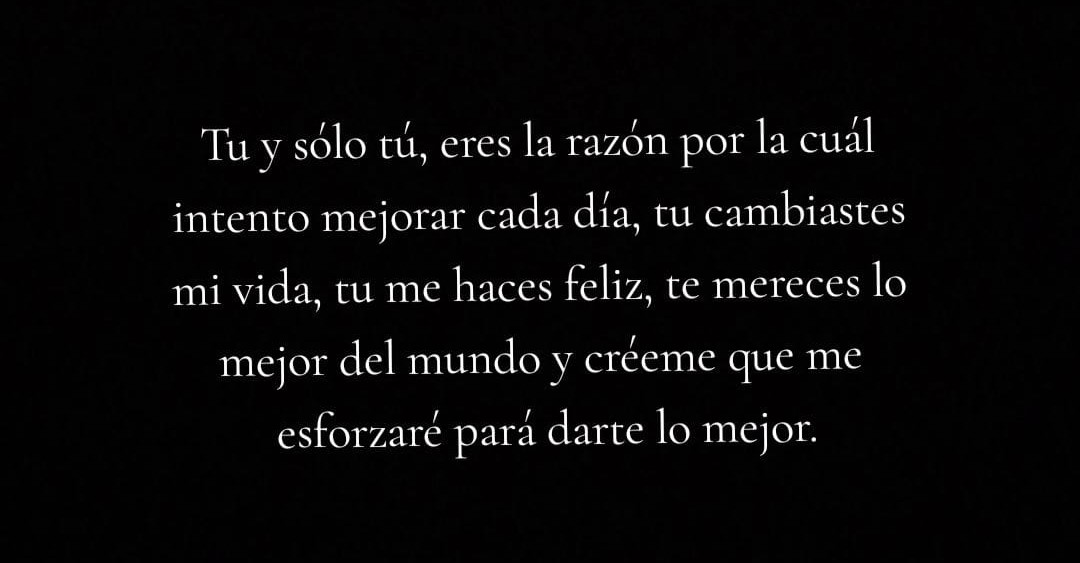 Tu y sólo tú, eres la razón por la cuál
intento mejorar cada día, tu cambiastes
mi vida, tu me haces feliz, te mereces lo
mejor del mundo y créeme que me
esforzaré pará darte lo mejor.